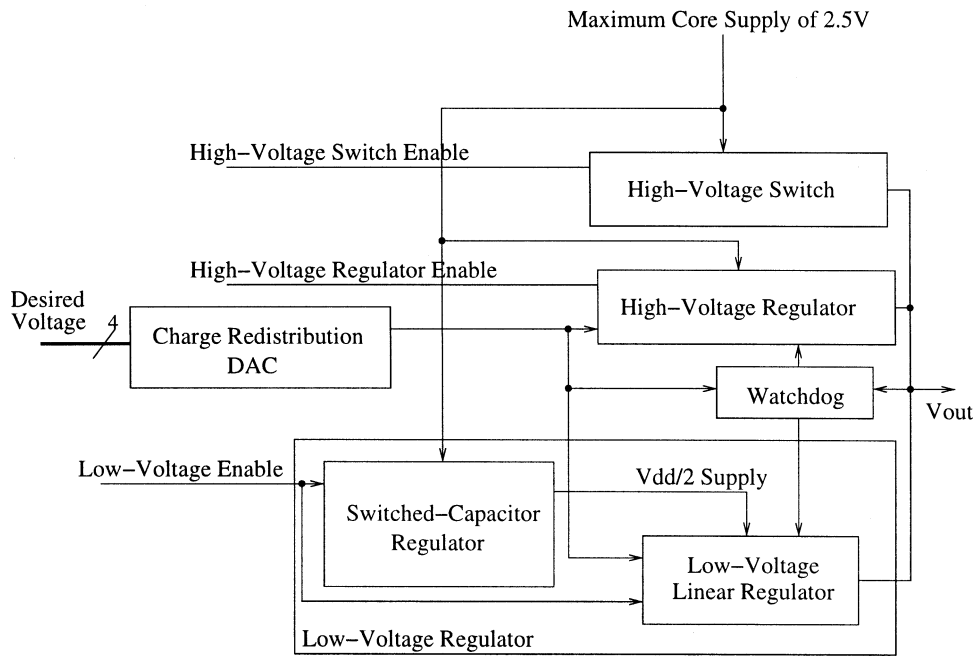 Maximum Core Supply of 2.5V
High−Voltage Switch Enable
High−Voltage Switch
High−Voltage Regulator Enable
High−Voltage Regulator
Desired
Voltage
4
Charge Redistribution
DAC
Watchdog
Vout
Low−Voltage Enable
Vdd/2 Supply
Switched−Capacitor
Regulator
Low−Voltage
Linear Regulator
Low−Voltage Regulator